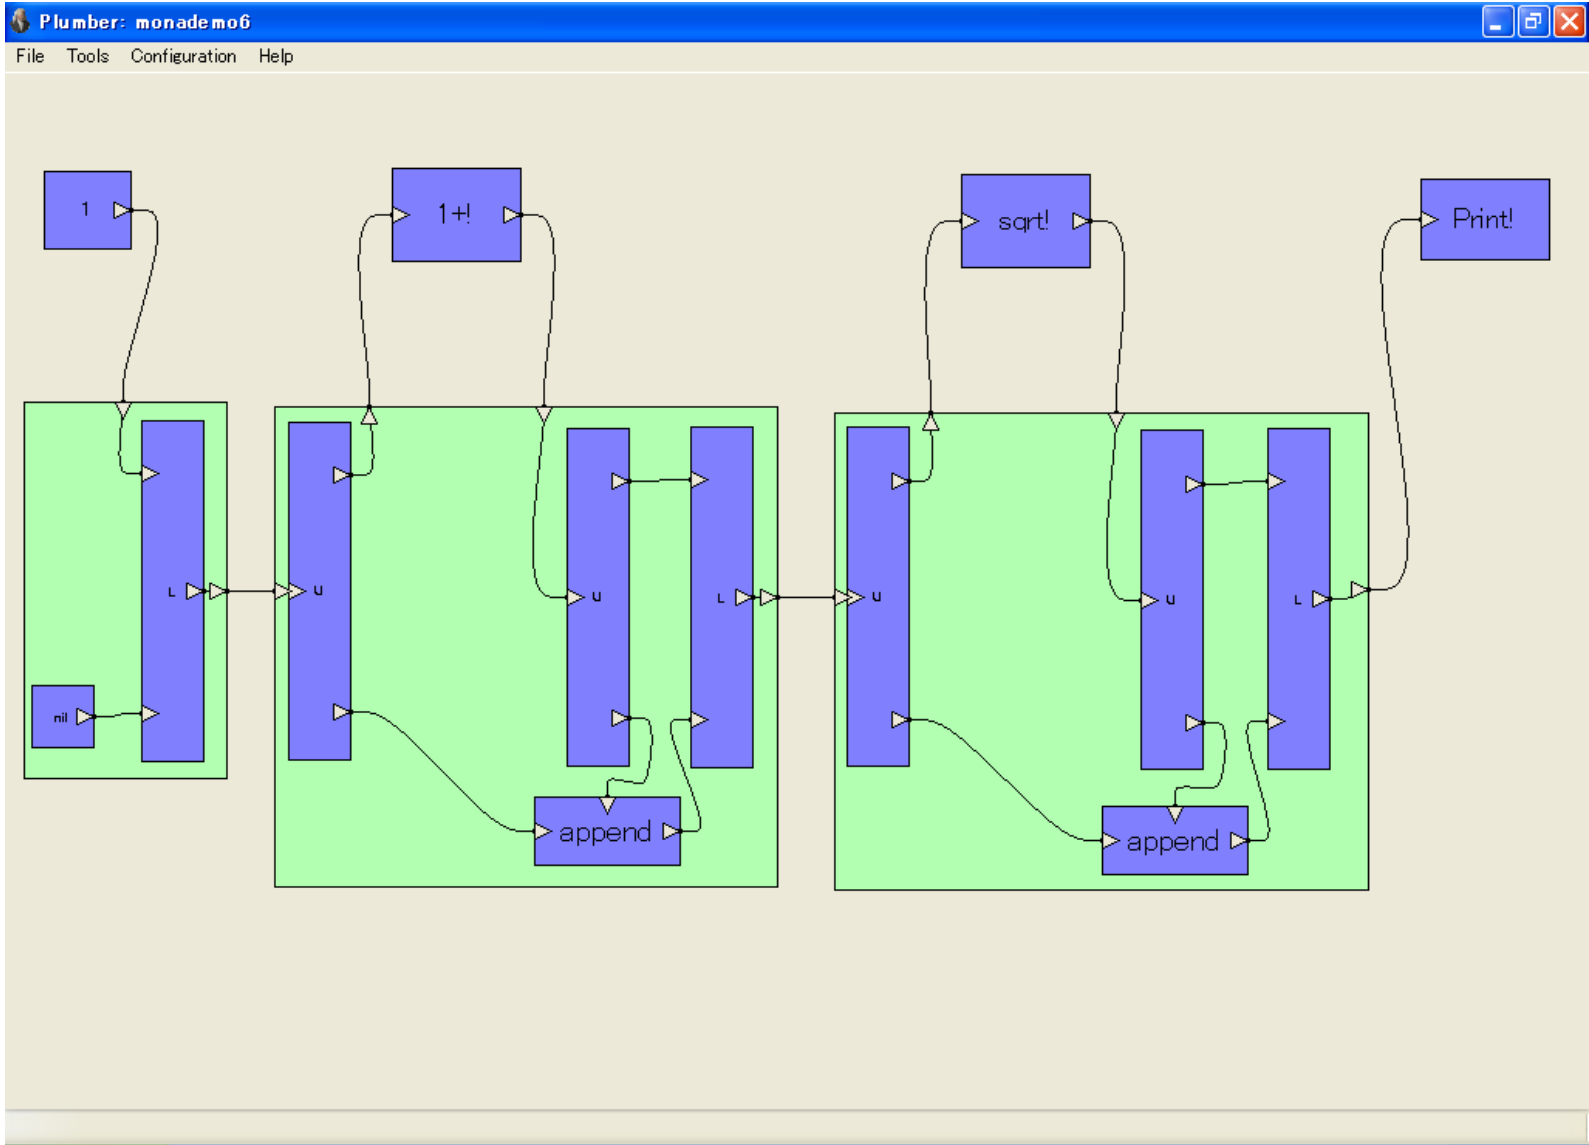 Plumber: monademo6
File Tools Configuration Help
1
1+!
sqrt!
Print!
L
U
U
L
U
U
L
nil
append
append